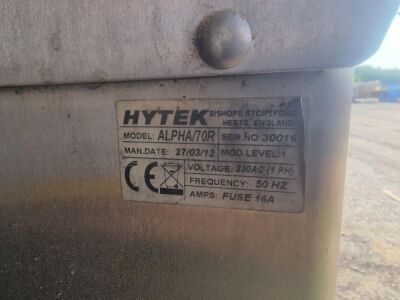 HYTEK BISHOPS STORTFORD
HERTS. ENGLAND
MODEL: ALPHA/70R SER.NO: 30016
MAN.DATE: 27/03/12 MOD.LEVEL:1
CE VOLTAGE: 230AC (1 PH)
FREQUENCY: 50 HZ
AMPS: FUSE 16A